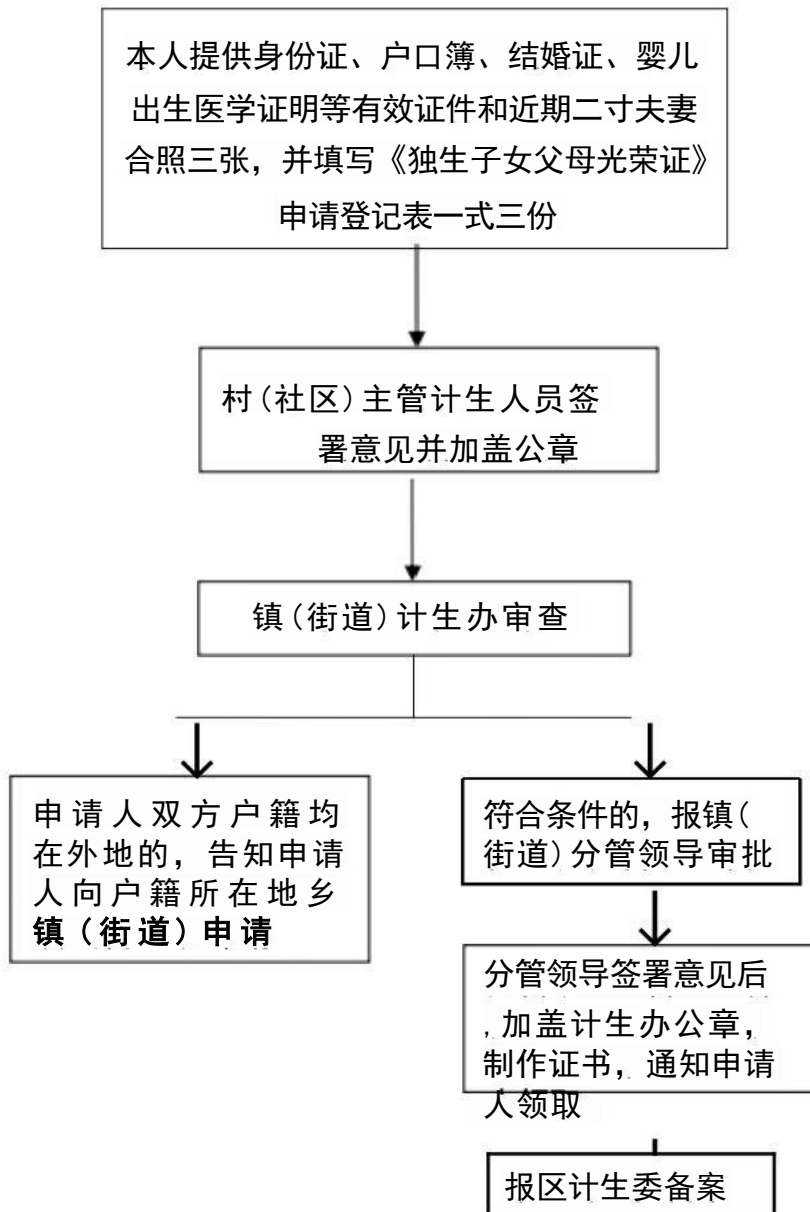 本人提供身份证、户口簿、结婚证、婴儿
出生医学证明等有效证件和近期二寸夫妻
合照三张，并填写《独生子女父母光荣证》
申请登记表一式三份
村(社区)主管计生人员签
署意见并加盖公章
镇(街道)计生办审查
申请人双方户籍均
在外地的，告知申请
人向户籍所在地乡
镇（街道）申请
符合条件的，报镇(
街道)分管领导审批
分管领导签署意见后
,加盖计生办公章，
制作证书，通知申请
人领取
报区计生委备案